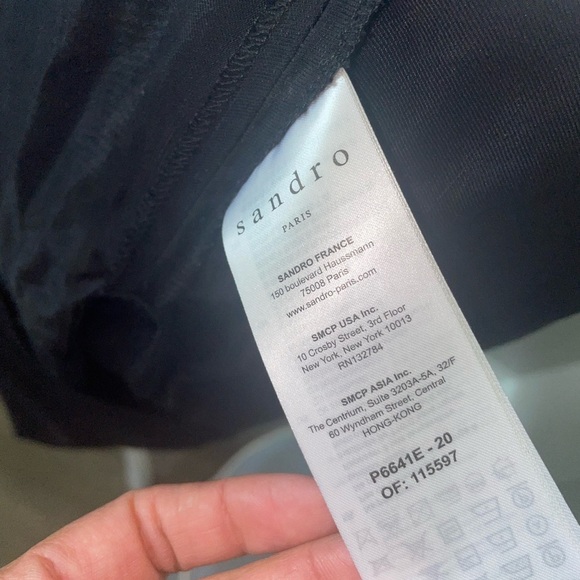 sandro
PARIS
SANDRO FRANCE
150 boulevard Haussmann
75008 Paris
www.sandro-paris.com
SMCP USA Inc.
10 Crosby Street, 3rd Floor
New York, New York 10013
RN132784
SMCP ASIA Inc.
The Centrium, Suite 3203A-5A, 32/F
60 Wyndham Street, Central
HONG-KONG
P6641E - 20
OF: 115597